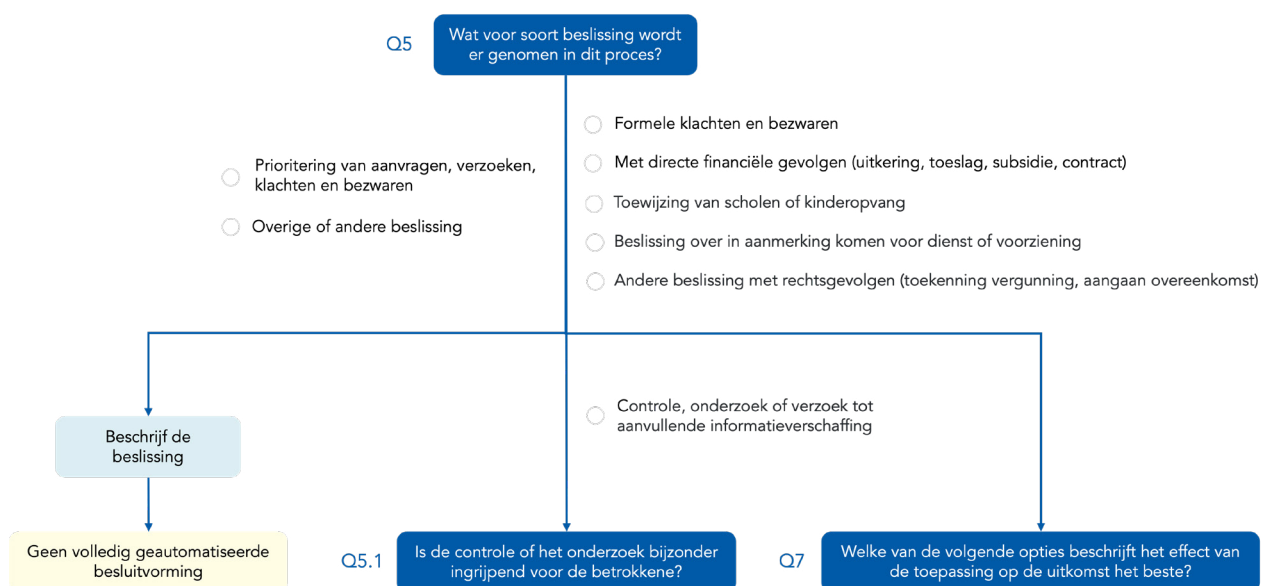 Q5
Wat voor soort beslissing wordt
er genomen in dit proces?
Prioritering van aanvragen, verzoeken,
klachten en bezwaren
Overige of andere beslissing
Formele klachten en bezwaren
Met directe financiële gevolgen (uitkering, toeslag, subsidie, contract)
Toewijzing van scholen of kinderopvang
Beslissing over in aanmerking komen voor dienst of voorziening
Andere beslissing met rechtsgevolgen (toekenning vergunning, aangaan overeenkomst)
Controle, onderzoek of verzoek tot
aanvullende informatieverschaffing
Beschrijf de
beslissing
Geen volledig geautomatiseerde
besluitvorming
Q5.1
Is de controle of het onderzoek bijzonder
ingrijpend voor de betrokkene?
Q7
Welke van de volgende opties beschrijft het effect van
de toepassing op de uitkomst het beste?